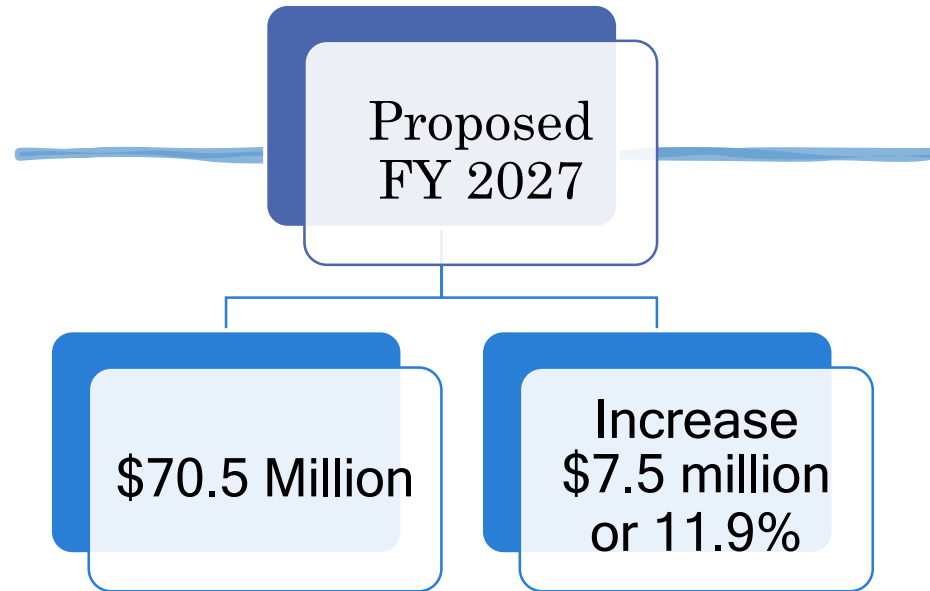 Proposed
FY 2027
$70.5 Million
Increase
$7.5 million
or 11.9%